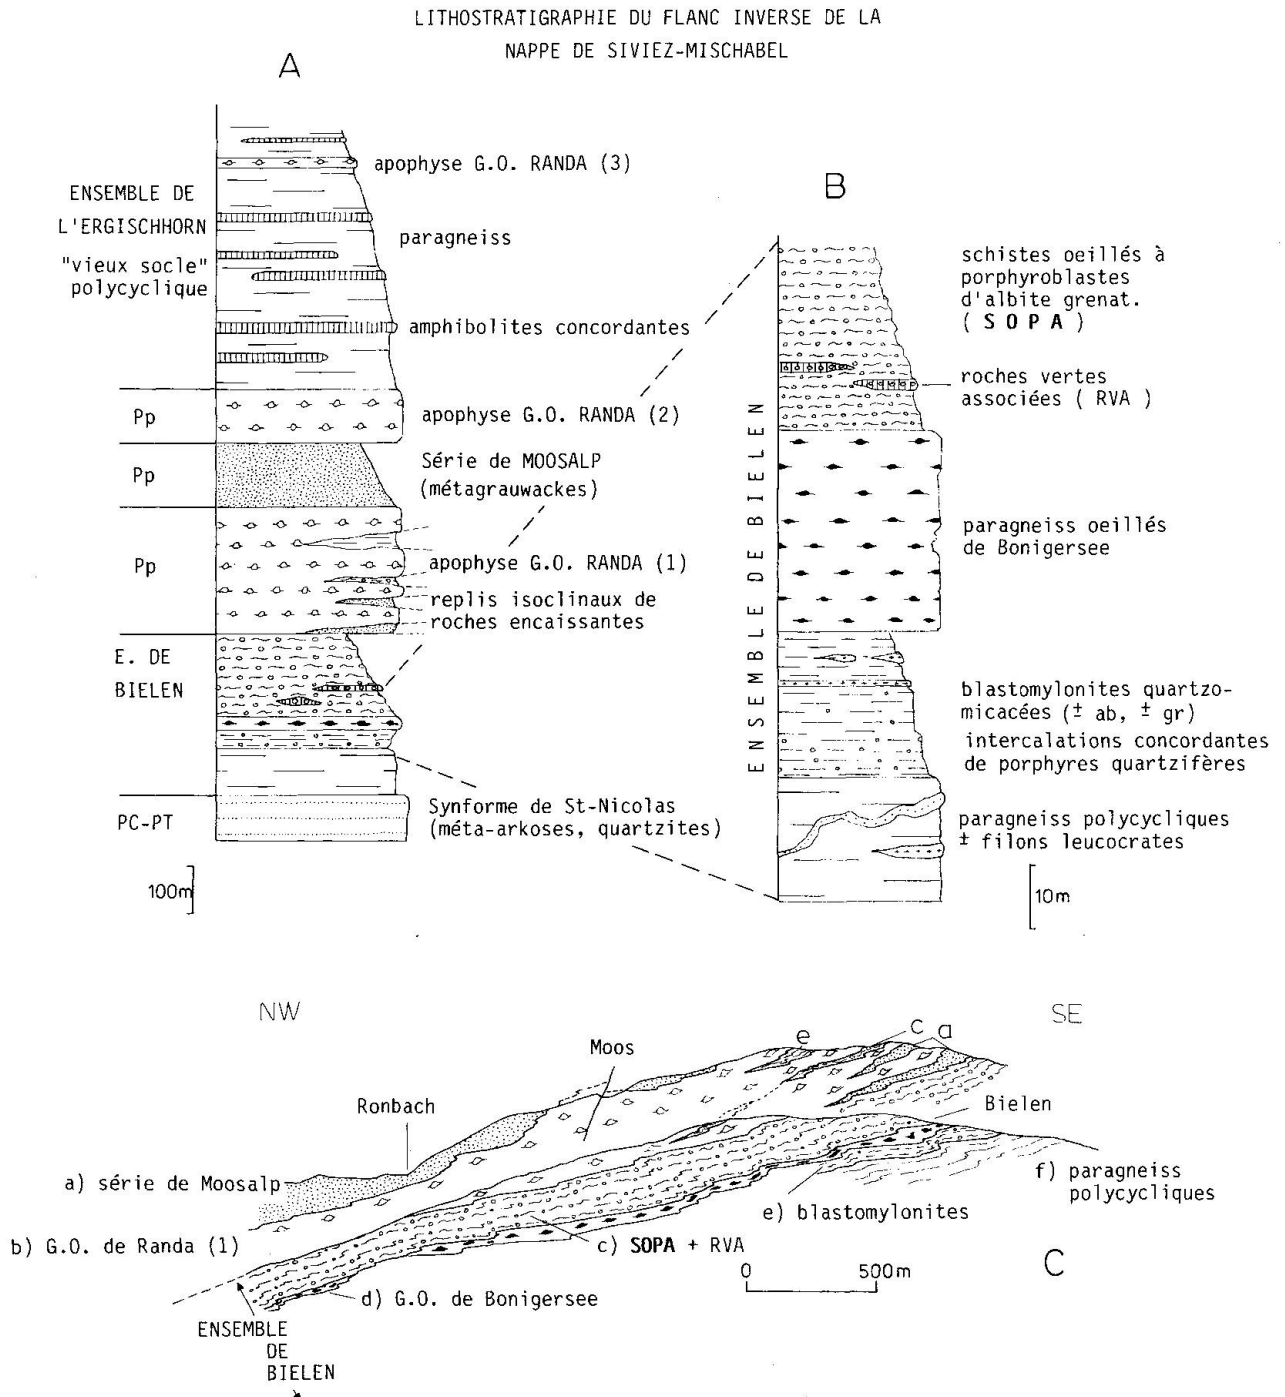 LITHOSTRATIGRAPHIE DU FLANC INVERSE DE LA
NAPPE DE SIVIEZ-MISCHABEL
A
apophyse G.O. RANDA (3)
ENSEMBLE DE
L'ERGISCHHORN
"vieux socle"
polycyclique
paragneiss
amphibolites concordantes
Pp
apophyse G.O. RANDA (2)
Pp
Série de MOOSALP
(métagrauwackes)
Pp
apophyse G.O. RANDA (1)
replis isoclinaux de
roches encaissantes
E. DE
BIELEN
PC-PT
Synforme de St-Nicolas
(méta-arkoses, quartzites)
100m
B
ENSEMBLE DE BIELEN
schistes oeillés à
porphyroblastes
d'albite grenat.
( SOPA )
roches vertes
associées ( RVA )
paragneiss oeillés
de Bonigersee
blastomylonites quartzo-
micacées (± ab, ± gr)
intercalations concordantes
de porphyres quartzifères
paragneiss polycycliques
± filons leucocrates
10m
NW
SE
e
c
a
Moos
Ronbach
Bielen
a) série de Moosalp
f) paragneiss
polycycliques
e) blastomylonites
b) G.O. de Randa (1)
c) SOPA + RVA
0
500m
C
d) G.O. de Bonigersee
ENSEMBLE
DE
BIELEN